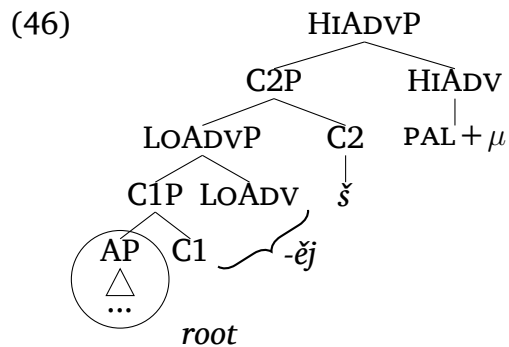 (46)
HIADVP
C2P HIADV
LOADVP C2 PAL + μ
C1P LOADV š
AP C1 -ěj
...
root